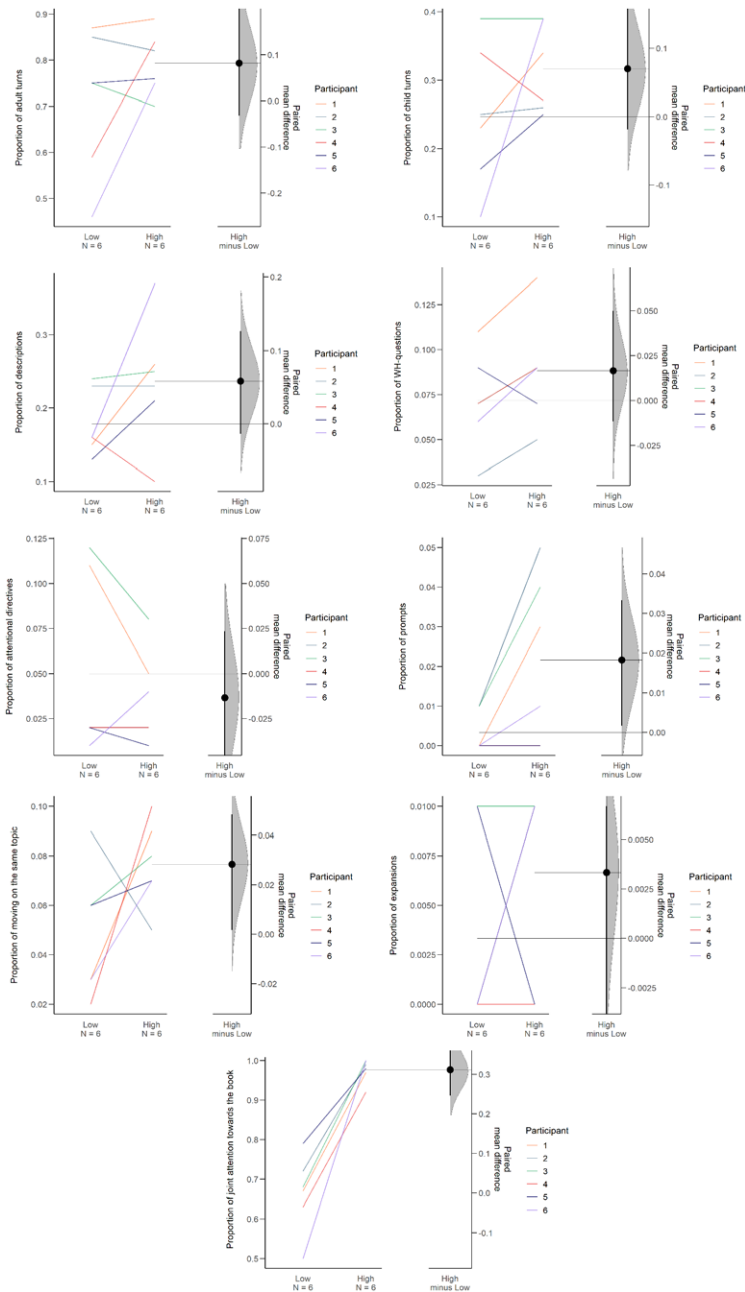 Proportion of adult turns
0.9
0.8
0.7
0.6
0.5
Low
N = 6
High
N = 6
High
minus Low
0.1
0.0
-0.1
-0.2
Paired
mean difference
Participant
1
2
3
4
5
6
Proportion of child turns
0.4
0.3
0.2
0.1
Low
N = 6
High
N = 6
High
minus Low
0.1
0.0
-0.1
Paired
mean difference
Participant
1
2
3
4
5
6
Proportion of descriptions
0.3
0.2
0.1
Low
N = 6
High
N = 6
High
minus Low
0.2
0.1
0.0
Paired
mean difference
Participant
1
2
3
4
5
6
Proportion of WH-questions
0.125
0.100
0.075
0.050
0.025
Low
N = 6
High
N = 6
High
minus Low
0.050
0.025
0.000
-0.025
Paired
mean difference
Participant
1
2
3
4
5
6
Proportion of attentional directives
0.125
0.100
0.075
0.050
0.025
Low
N = 6
High
N = 6
High
minus Low
0.075
0.050
0.025
0.000
-0.025
Paired
mean difference
Participant
1
2
3
4
5
6
Proportion of prompts
0.05
0.04
0.03
0.02
0.01
0.00
Low
N = 6
High
N = 6
High
minus Low
0.04
0.03
0.02
0.01
0.00
Paired
mean difference
Participant
1
2
3
4
5
6
Proportion of moving on the same topic
0.10
0.08
0.06
0.04
0.02
Low
N = 6
High
N = 6
High
minus Low
0.04
0.02
0.00
-0.02
Paired
mean difference
Participant
1
2
3
4
5
6
Proportion of expansions
0.0100
0.0075
0.0050
0.0025
0.0000
Low
N = 6
High
N = 6
High
minus Low
0.0050
0.0025
0.0000
-0.0025
Paired
mean difference
Participant
1
2
3
4
5
6
Proportion of joint attention towards the book
1.0
0.9
0.8
0.7
0.6
0.5
Low
N = 6
High
N = 6
High
minus Low
0.3
0.2
0.1
0.0
-0.1
Paired
mean difference
Participant
1
2
3
4
5
6